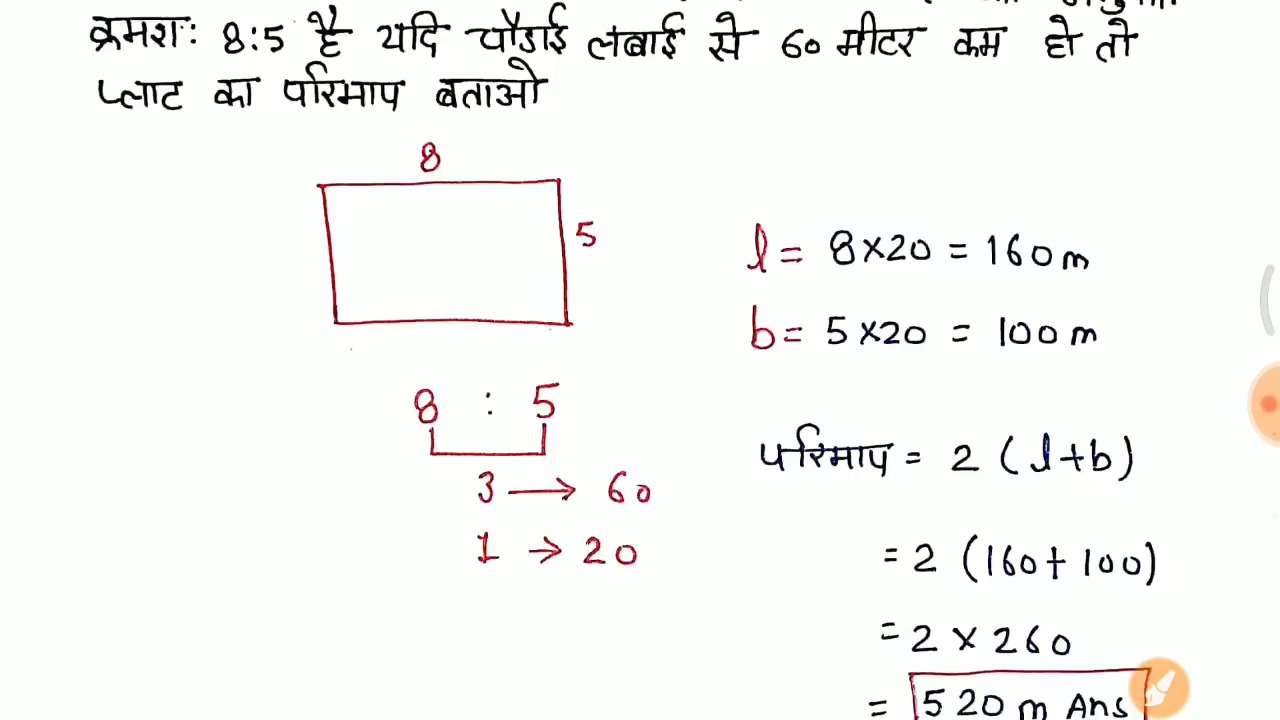 क्रमशः 8:5 है यदि चौडाई लंबाई से 60 मीटर कम हो तो
प्लाट का परिमाप बताओ
8
5
l = 8×20 = 160m
b = 5×20 = 100m
8 : 5
3 → 60
1 → 20
परिमाप = 2 (l+b)
= 2 (160+100)
= 2 × 260
= 520 m Ans